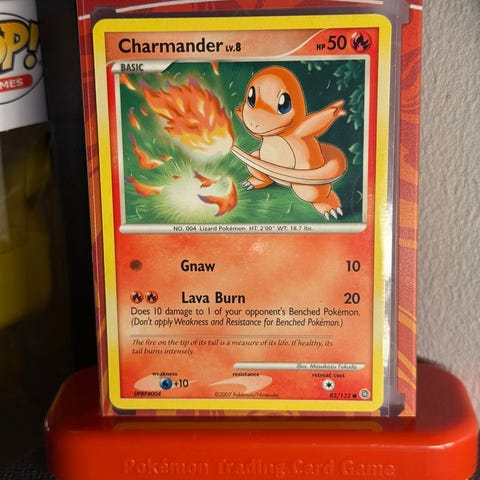 OP!
MES
Charmander LV.8
HP 50
BASIC
NO. 004 Lizard Pokémon HT: 2'00" WT: 18.7 lbs.
Gnaw 10
Lava Burn 20
Does 10 damage to 1 of your opponent's Benched Pokémon.
(Don't apply Weakness and Resistance for Benched Pokémon.)
The fire on the tip of its tail is a measure of its life. If healthy, its
tail burns intensely.
Illus. Masakazu Fukuda
weakness resistance retreat cost
+10
DPBP#004 ©2007 Pokémon/Nintendo 82/132
Pokémon Trading Card Game